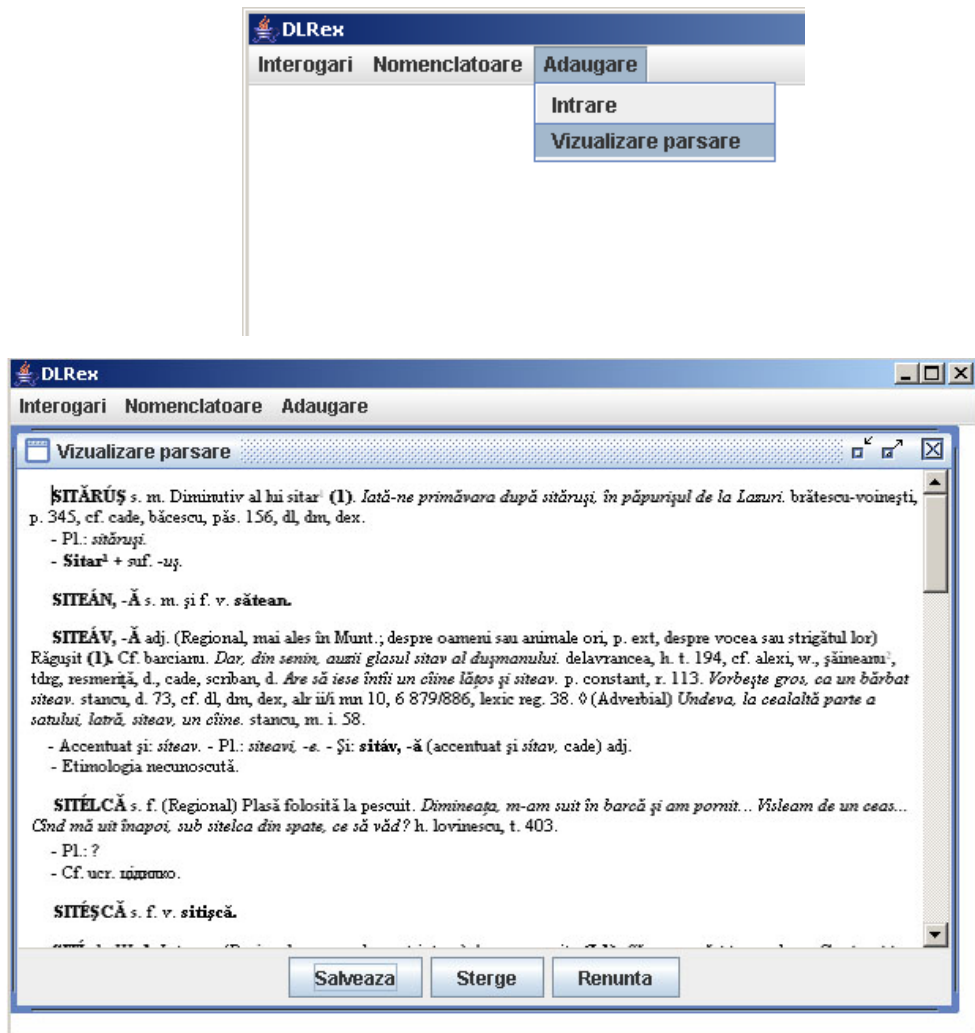 DLRex
Interogari Nomenclatoare Adaugare
Intrare
Vizualizare parsare
DLRex
Interogari Nomenclatoare Adaugare
Vizualizare parsare
SITĂRÚŞ s. m. Diminutiv al lui sitar¹ (1). Iată-ne primăvara după sităruşi, în păpurişul de la Lazuri. brătescu-voineşti,
p. 345, cf. cade, băcescu, păs. 156, dl, dm, dex.
- Pl.: sităruşi.
- Sitar¹ + suf. -uş.
SITEÁN, -Ă s. m. şi f. v. sătean.
SITEÁV, -Ă adj. (Regional, mai ales în Munt.; despre oameni sau animale ori, p. ext, despre vocea sau strigătul lor)
Răguşit (1). Cf. barcianu. Dar, din senin, auzii glasul sitav al duşmanului. delavrancea, h. t. 194, cf. alexi, w., şăineanu²,
tdrg, resmeriţă, d., cade, scriban, d. Are să iese întîi un cîine lăţos şi siteav. p. constant, r. 113. Vorbeşte gros, ca un bărbat
siteav. stancu, d. 73, cf. dl, dm, dex, alr ii/i mn 10, 6 879/886, lexic reg. 38. ◊ (Adverbial) Undeva, la cealaltă parte a
satului, latră, siteav, un cîine. stancu, m. i. 58.
- Accentuat şi: síteav. - Pl.: siteavi, -e. - Şi: sitáv, -ă (accentuat şi sítav, cade) adj.
- Etimologia necunoscută.
SITÉLCĂ s. f. (Regional) Plasă folosită la pescuit. Dimineaţa, m-am suit în barcă şi am pornit... Visleam de un ceas...
Cînd mă uit înapoi, sub sitelca din spate, ce să văd? h. lovinescu, t. 403.
- Pl.: ?
- Cf. ucr.
SITÉŞCĂ s. f. v. sitişcă.
Salveaza Sterge Renunta